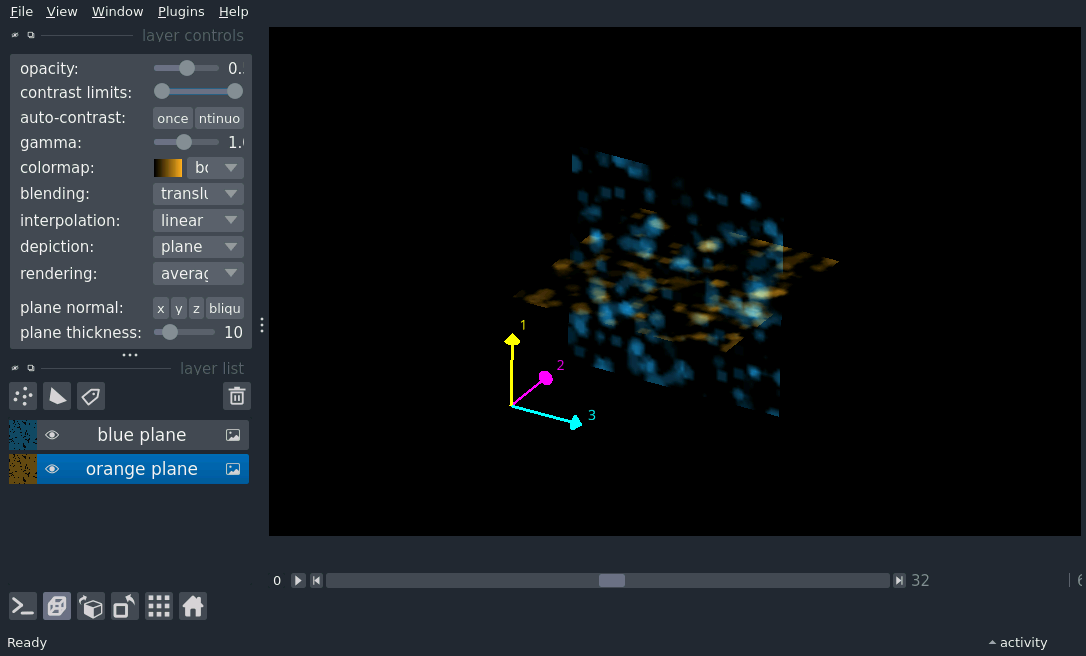 File View Window Plugins Help
layer controls
opacity: 0.
contrast limits:
auto-contrast: once ntinuo
gamma: 1.
colormap: bo
blending: transl
interpolation: linear
depiction: plane
rendering: averag
plane normal: x y z bliqu
plane thickness: 10
layer list
blue plane
orange plane
1
2
3
0 32
Ready activity